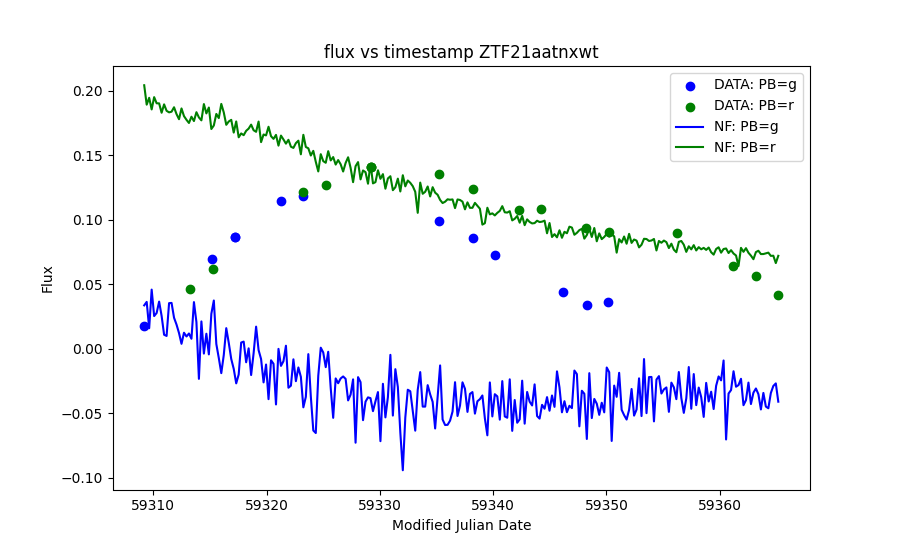 flux vs timestamp ZTF21aatnxwt
DATA: PB=g
DATA: PB=r
NF: PB=g
NF: PB=r
Flux
0.20
0.15
0.10
0.05
0.00
−0.05
−0.10
59310
59320
59330
59340
59350
59360
Modified Julian Date